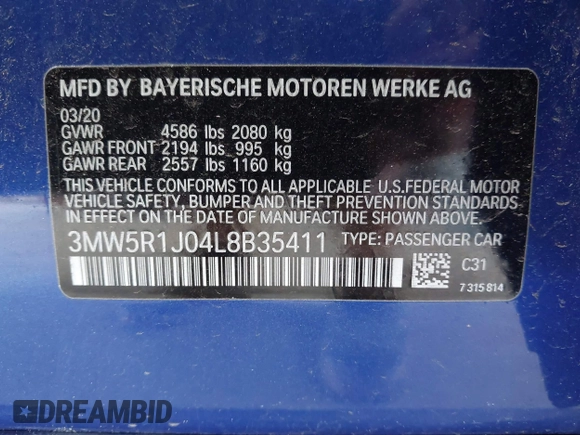 MFD BY BAYERISCHE MOTOREN WERKE AG
03/20
GVWR 4586 lbs 2080 kg
GAWR FRONT 2194 lbs 995 kg
GAWR REAR 2557 lbs 1160 kg
THIS VEHICLE CONFORMS TO ALL APPLICABLE U.S.FEDERAL MOTOR
VEHICLE SAFETY, BUMPER AND THEFT PREVENTION STANDARDS IN
EFFECT ON THE DATE OF MANUFACTURE SHOWN ABOVE.
3MW5R1J04L8B35411 TYPE: PASSENGER CAR
C31
7315814
DREAMBID